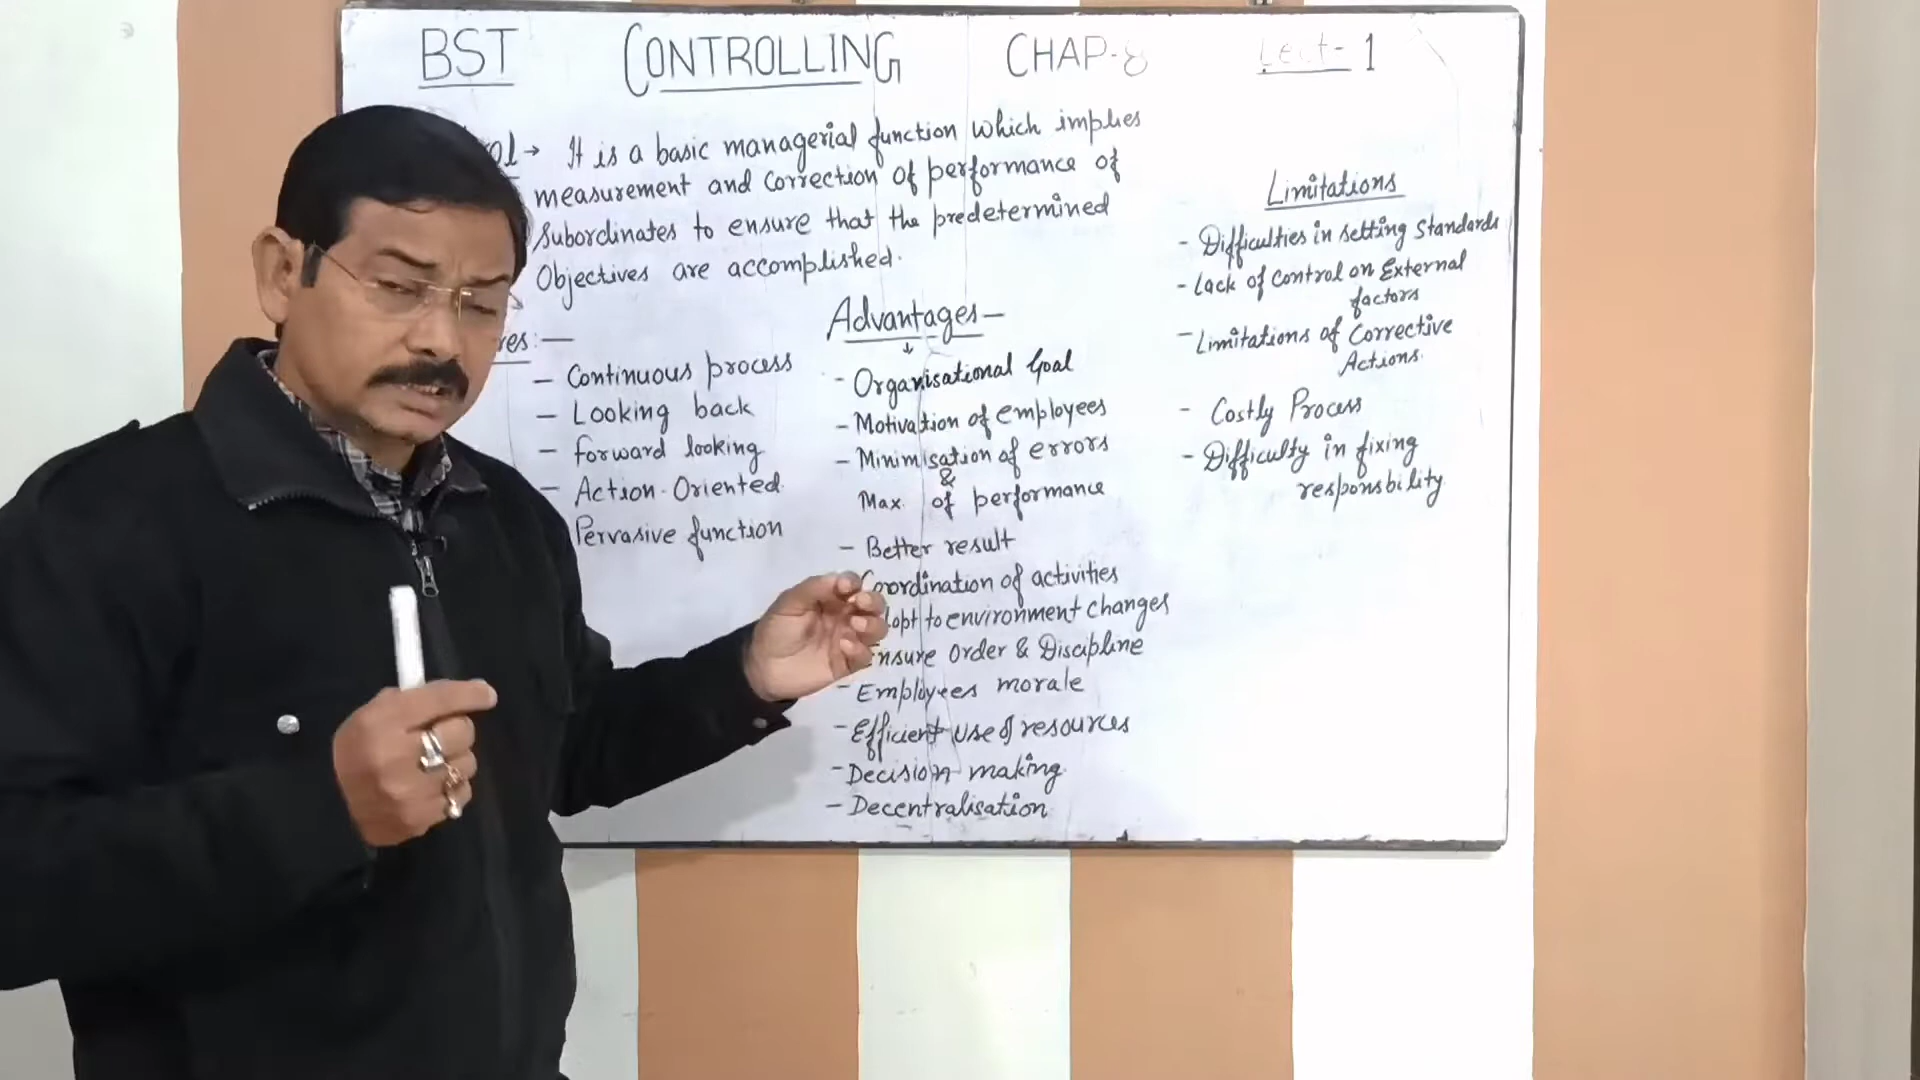 BST CONTROLLING CHAP-8 Lect-1
→ It is a basic managerial function which implies
measurement and correction of performance of
Subordinates to ensure that the predetermined
Objectives are accomplished.
:—
- Continuous process
- Looking back
- forward looking
- Action-Oriented
Pervasive function
Advantages—
↓
- Organisational Goal
- Motivation of employees
- Minimisation of errors
&
Max. of performance
- Better result
Coordination of activities
to environment changes
Ensure Order & Discipline
- Employees morale
- Efficient use of resources
- Decision making
- Decentralisation
Limitations
- Difficulties in setting Standards
- Lack of Control on External
factors
- Limitations of Corrective
Actions.
- Costly Process
- Difficulty in fixing
responsbility